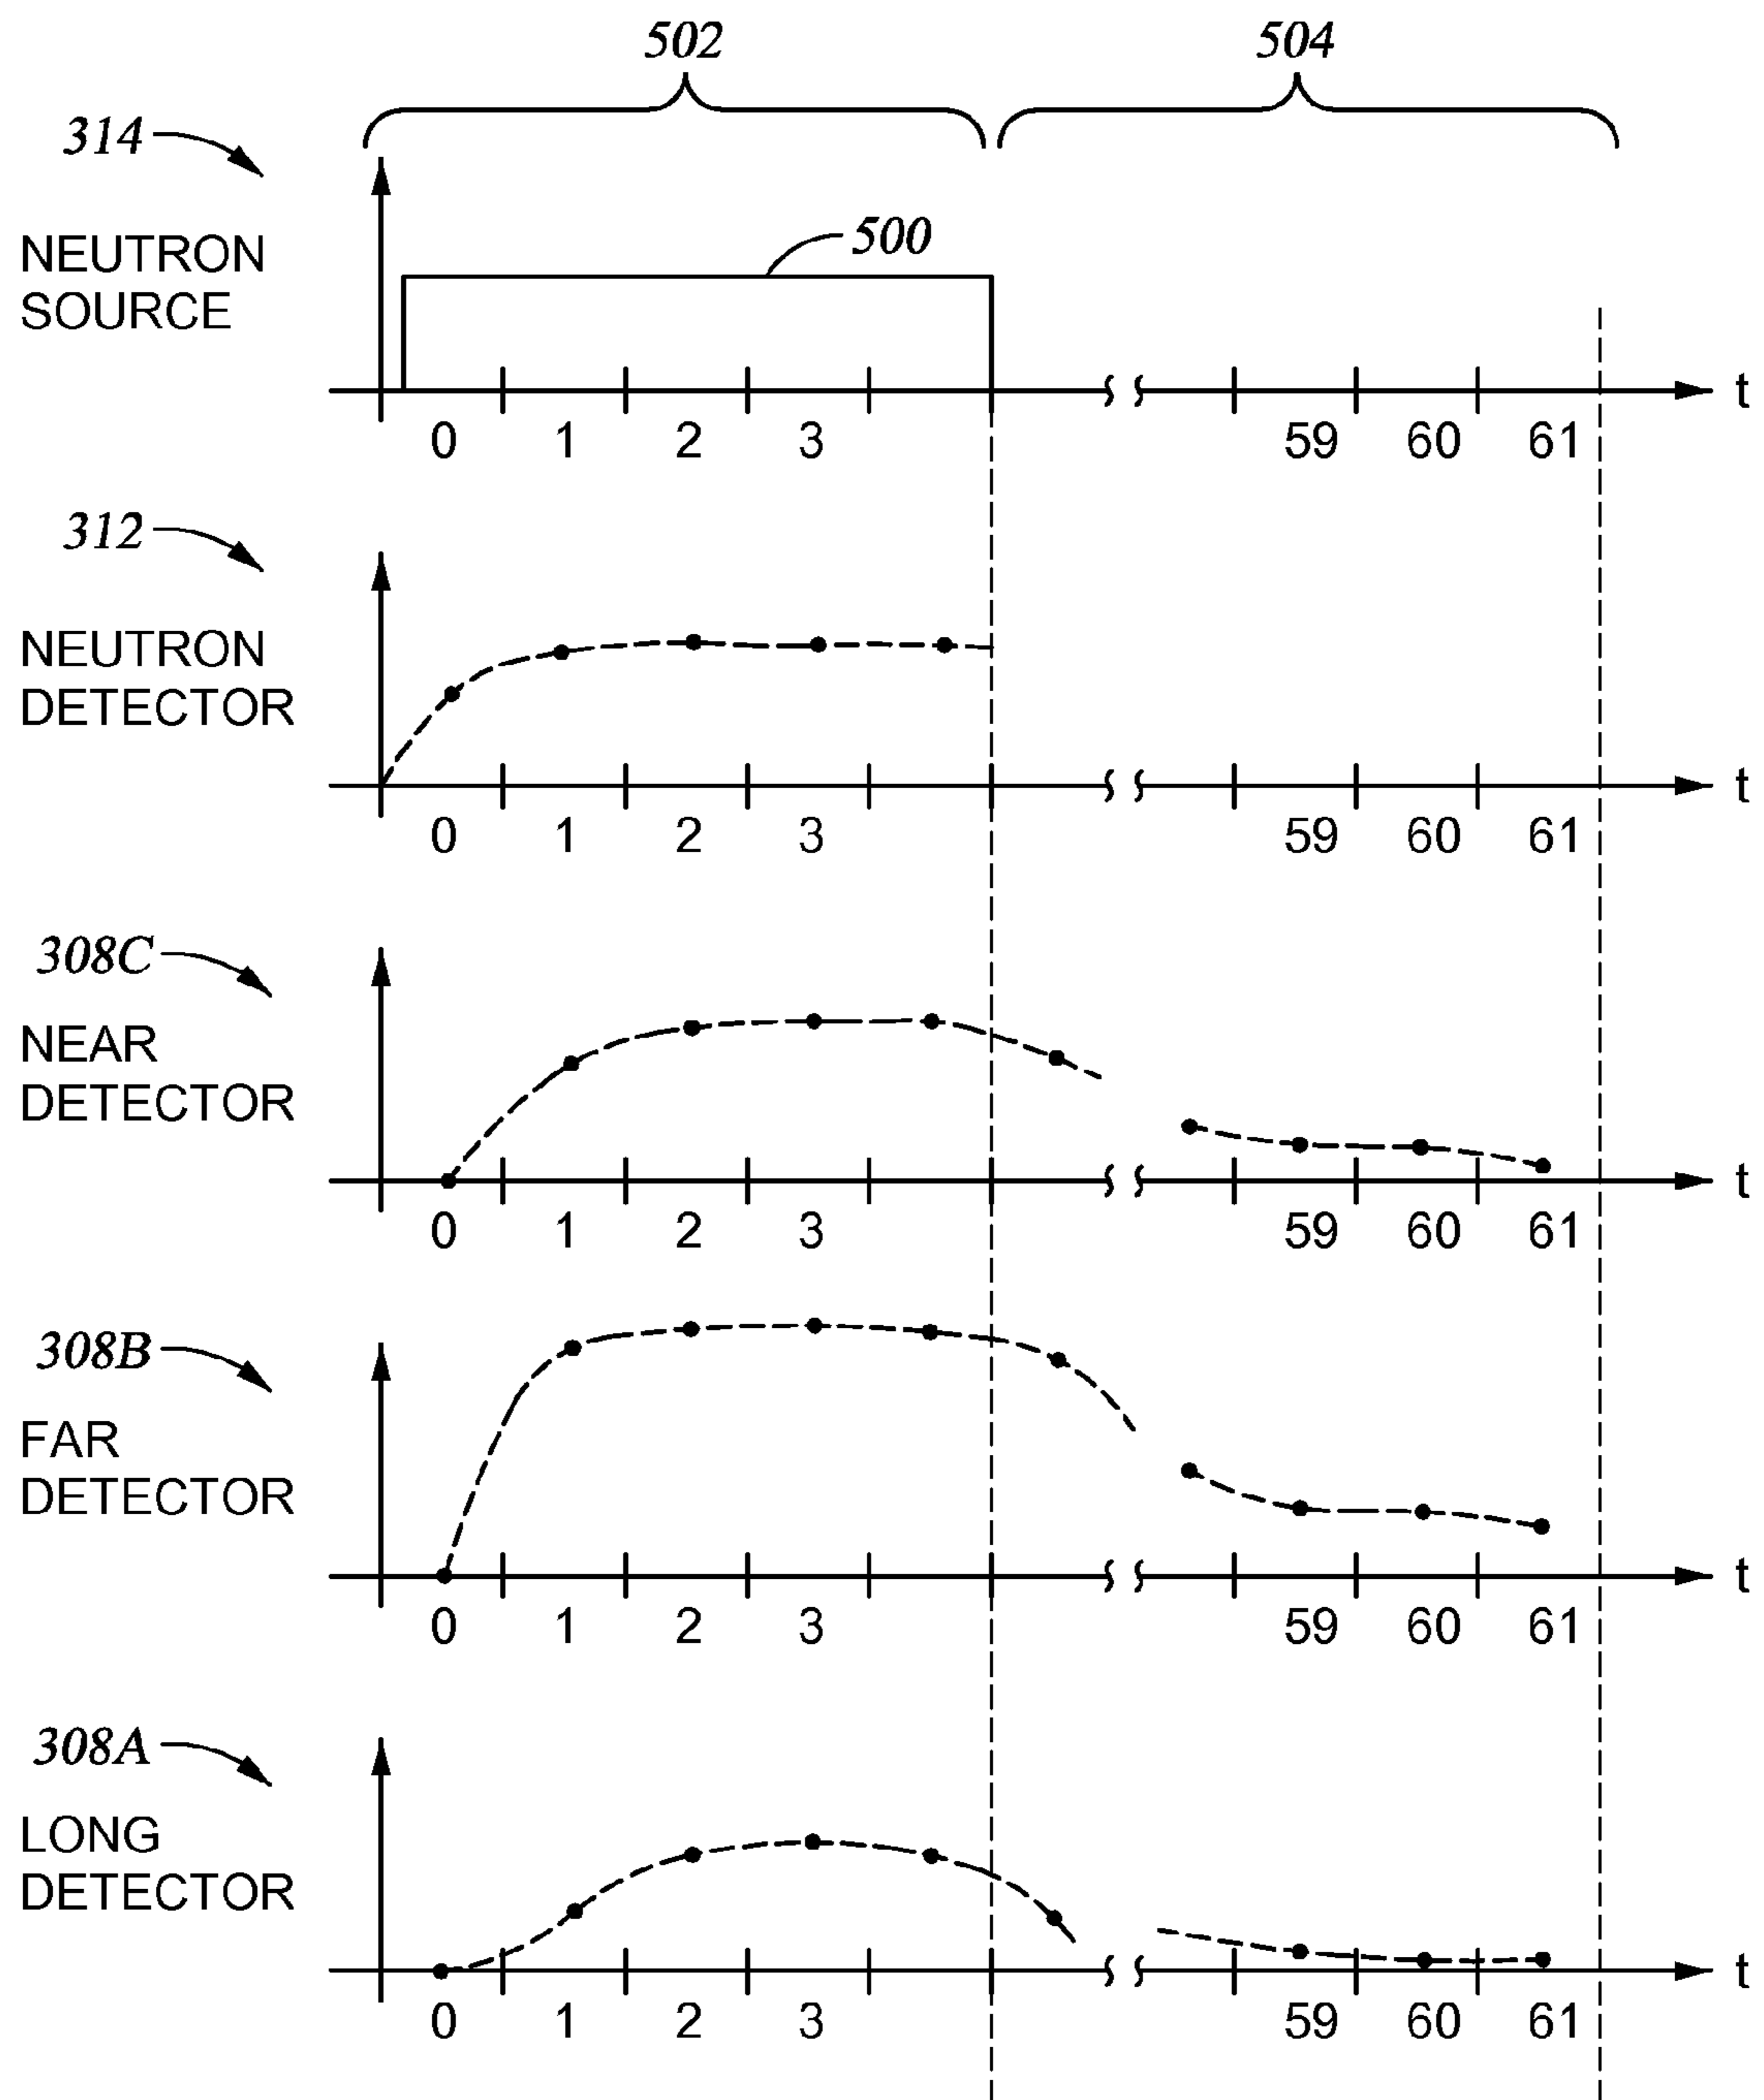 502
504
314
NEUTRON
SOURCE
500
t
0 1 2 3 59 60 61
312
NEUTRON
DETECTOR
t
0 1 2 3 59 60 61
308C
NEAR
DETECTOR
t
0 1 2 3 59 60 61
308B
FAR
DETECTOR
t
0 1 2 3 59 60 61
308A
LONG
DETECTOR
t
0 1 2 3 59 60 61